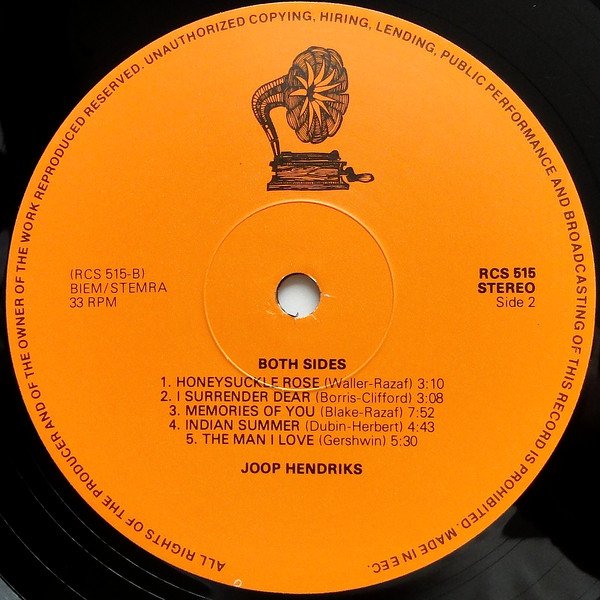 ALL RIGHTS OF THE PRODUCER AND OF THE OWNER OF THE WORK REPRODUCED RESERVED. UNAUTHORIZED COPYING, HIRING, LENDING, PUBLIC PERFORMANCE AND BROADCASTING OF THIS RECORD IS PROHIBITED. MADE IN EEC.
(RCS 515-B)
BIEM/STEMRA
33 RPM
RCS 515
STEREO
Side 2
BOTH SIDES
1. HONEYSUCKLE ROSE (Waller-Razaf) 3:10
2. I SURRENDER DEAR (Borris-Clifford) 3:08
3. MEMORIES OF YOU (Blake-Razaf) 7:52
4. INDIAN SUMMER (Dubin-Herbert) 4:43
5. THE MAN I LOVE (Gershwin) 5:30
JOOP HENDRIKS